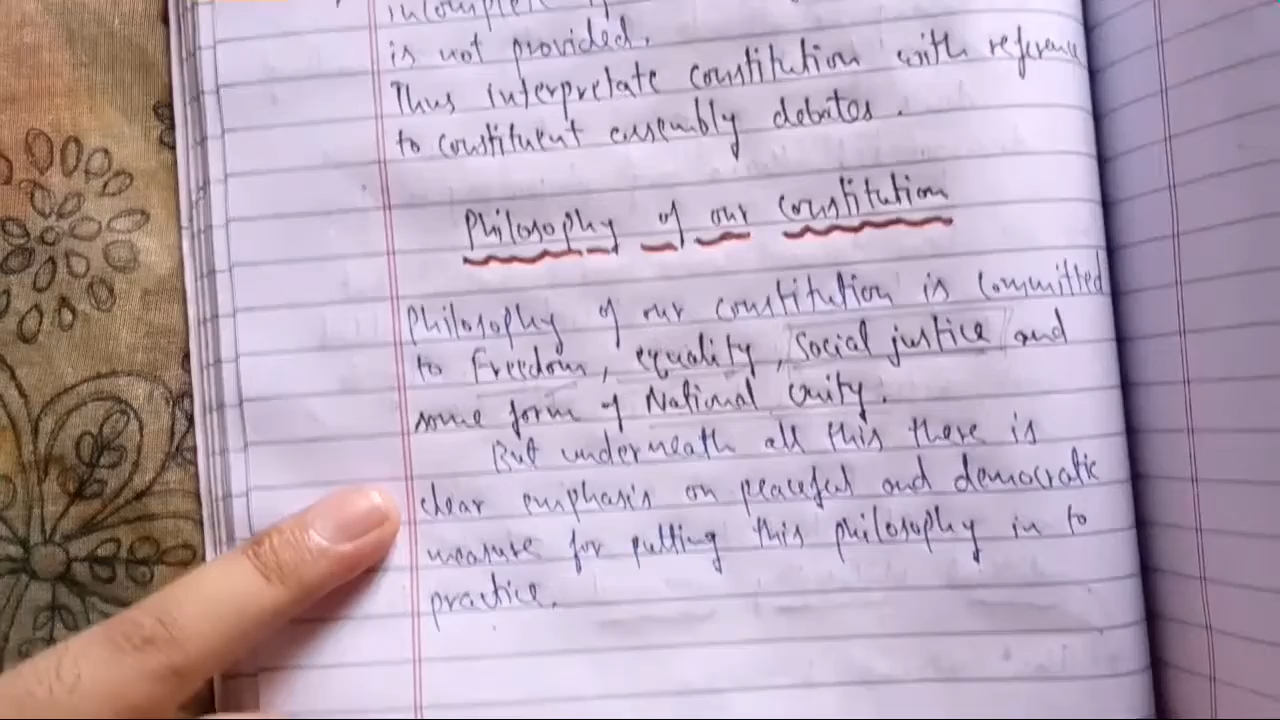 is not provided.
Thus interpretate constitution with reference
to constituent assembly debates.
Philosophy of our constitution
Philosophy of our constitution is committed
to freedom, equality, social justice and
some form of National Unity.
But underneath all this there is
clear emphasis on peaceful and democratic
measure for putting this philosophy in to
practice.